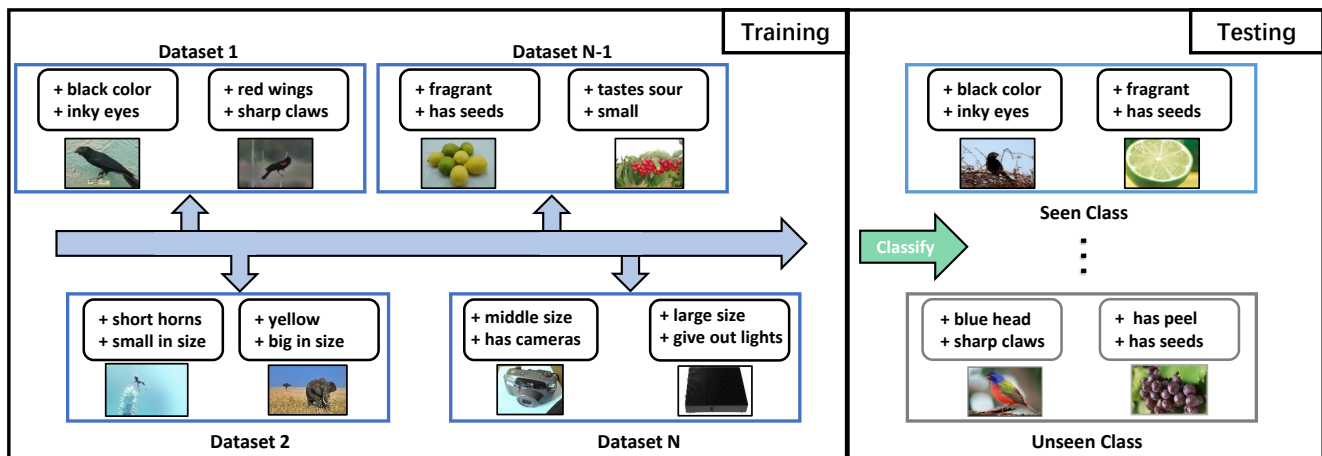 Training
Testing
Dataset 1
Dataset N-1
+ black color
+ inky eyes
+ red wings
+ sharp claws
+ fragrant
+ has seeds
+ tastes sour
+ small
+ black color
+ inky eyes
+ fragrant
+ has seeds
Seen Class
Classify
+ short horns
+ small in size
+ yellow
+ big in size
+ middle size
+ has cameras
+ large size
+ give out lights
+ blue head
+ sharp claws
+ has peel
+ has seeds
Dataset 2
Dataset N
Unseen Class